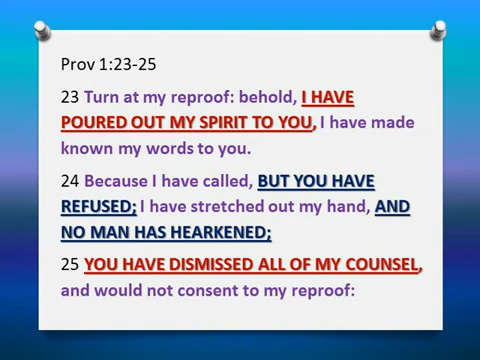 Prov 1:23-25
23 Turn at my reproof: behold, I HAVE
POURED OUT MY SPIRIT TO YOU, I have made
known my words to you.
24 Because I have called, BUT YOU HAVE
REFUSED; I have stretched out my hand, AND
NO MAN HAS HEARKENED;
25 YOU HAVE DISMISSED ALL OF MY COUNSEL,
and would not consent to my reproof: